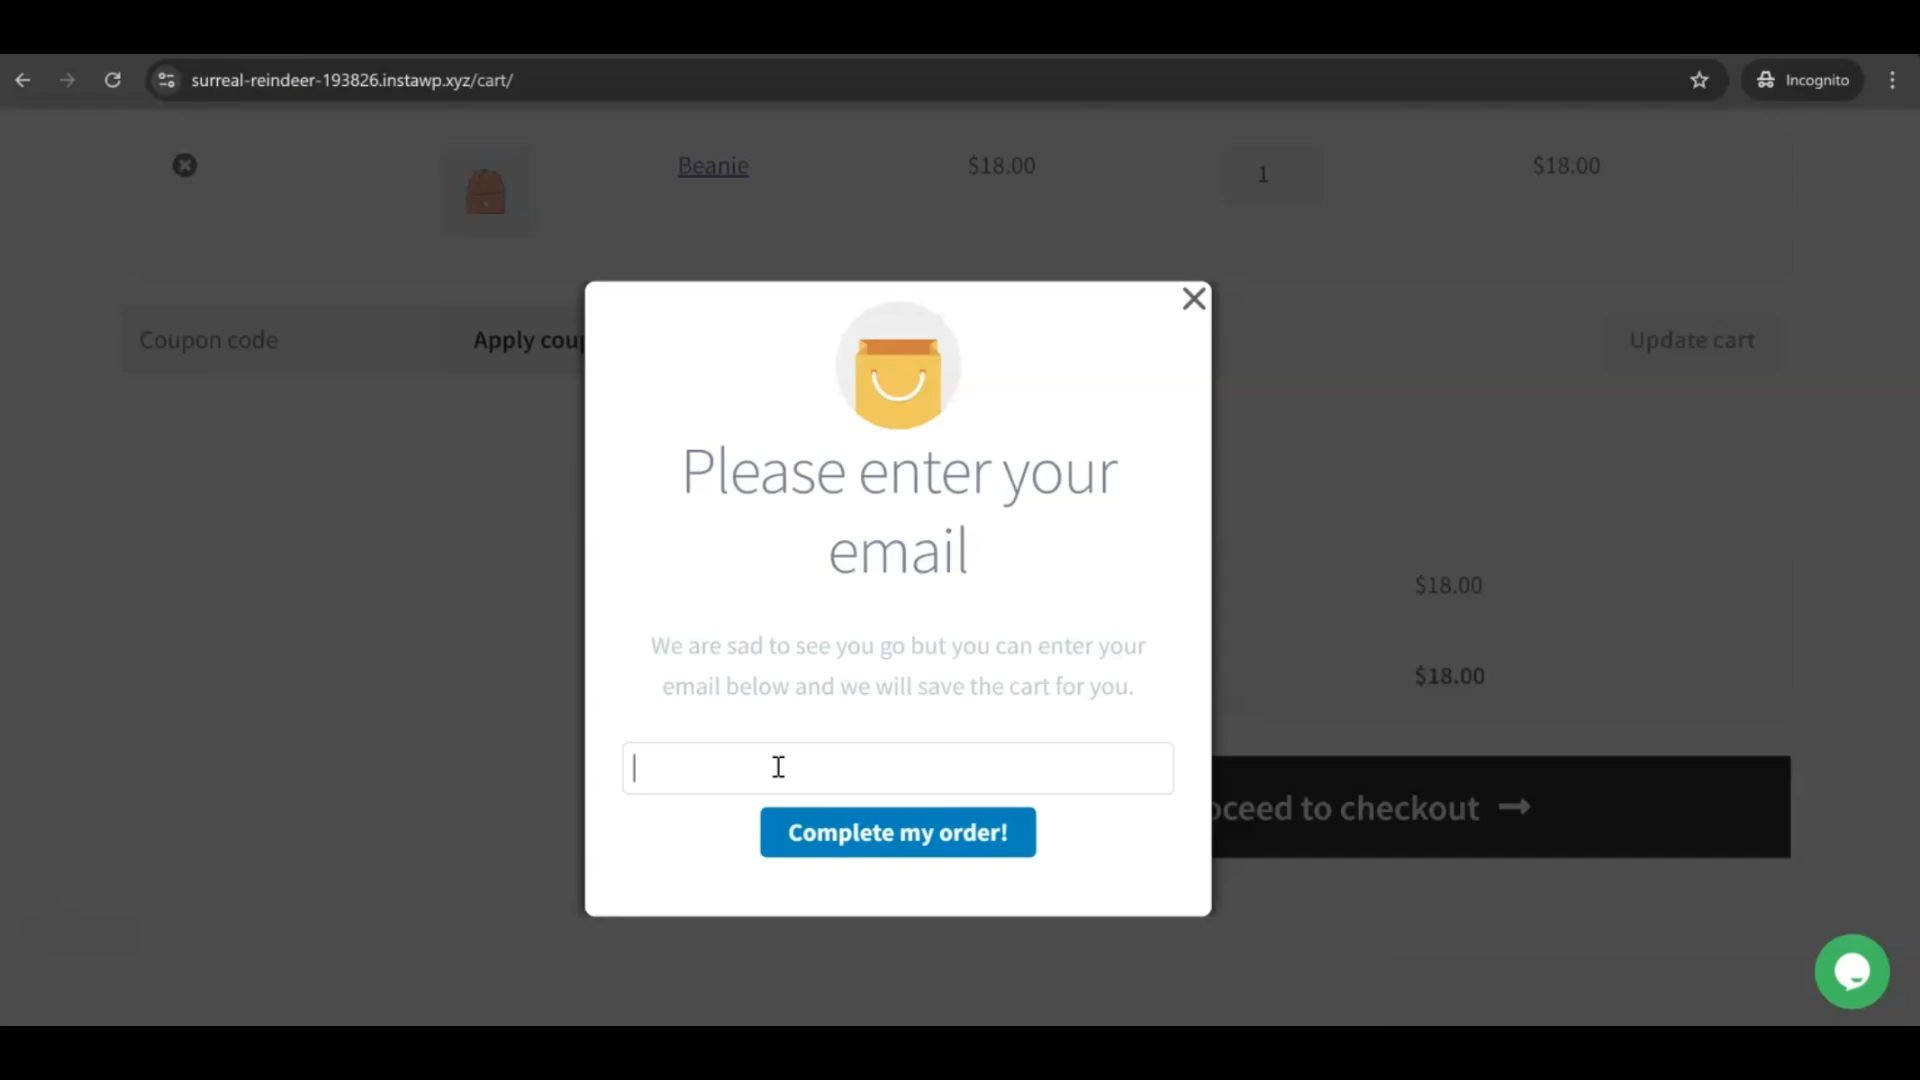 surreal-reindeer-193826.instawp.xyz/cart/
Incognito
Beanie $18.00 1 $18.00
Coupon code Apply coup Update cart
Please enter your
email
We are sad to see you go but you can enter your
email below and we will save the cart for you.
$18.00
$18.00
oceed to checkout →
Complete my order!